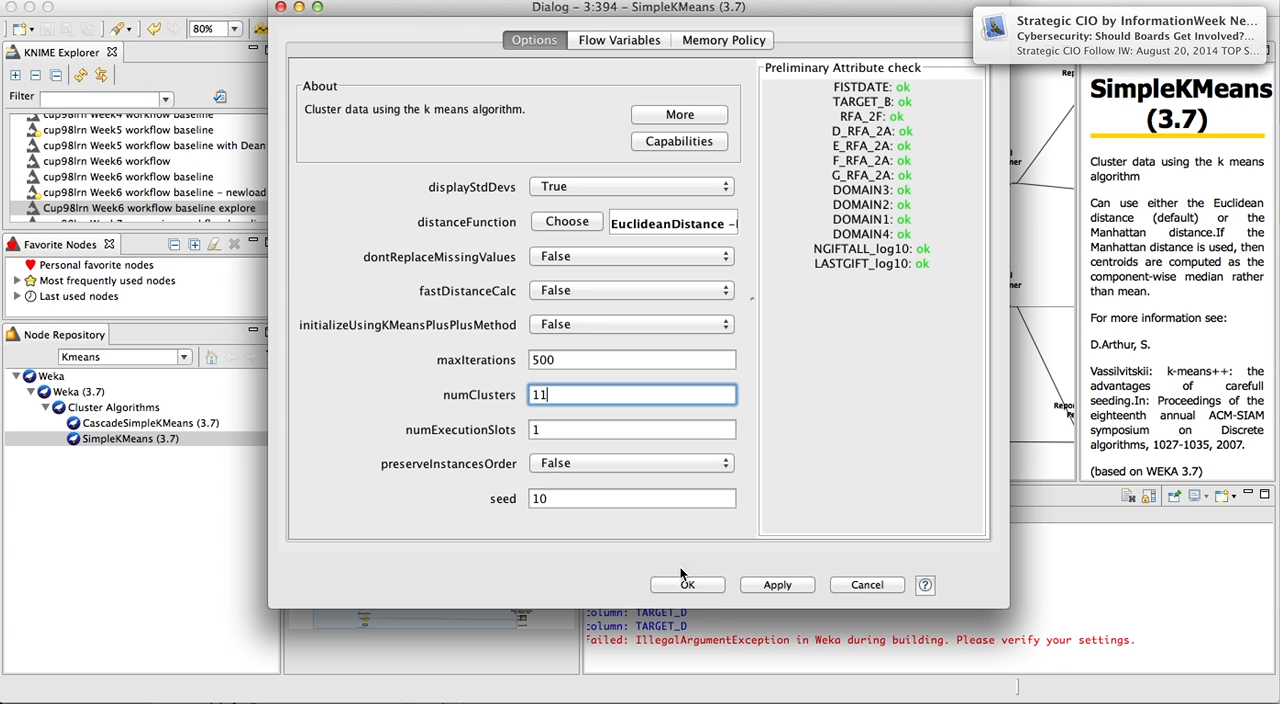 Dialog - 3:394 - SimpleKMeans (3.7)
Strategic CIO by InformationWeek Ne...
Cybersecurity: Should Boards Get Involved?...
Strategic CIO Follow IW: August 20, 2014 TOP S...
80%
KNIME Explorer
Filter
cup98lrn Week4 workflow baseline
cup98lrn Week5 workflow baseline
cup98lrn Week5 workflow baseline with Dean
cup98lrn Week6 workflow
cup98lrn Week6 workflow baseline
cup98lrn Week6 workflow baseline - newload
Cup98lrn Week6 workflow baseline explore
Favorite Nodes
Personal favorite nodes
Most frequently used nodes
Last used nodes
Node Repository
Kmeans
Weka
Weka (3.7)
Cluster Algorithms
CascadeSimpleKMeans (3.7)
SimpleKMeans (3.7)
Options
Flow Variables
Memory Policy
About
Cluster data using the k means algorithm.
More
Capabilities
displayStdDevs True
distanceFunction Choose EuclideanDistance -
dontReplaceMissingValues False
fastDistanceCalc False
initializeUsingKMeansPlusPlusMethod False
maxIterations 500
numClusters 11
numExecutionSlots 1
preserveInstancesOrder False
seed 10
Preliminary Attribute check
FISTDATE: ok
TARGET_B: ok
RFA_2F: ok
D_RFA_2A: ok
E_RFA_2A: ok
F_RFA_2A: ok
G_RFA_2A: ok
DOMAIN3: ok
DOMAIN2: ok
DOMAIN1: ok
DOMAIN4: ok
NGIFTALL_log10: ok
LASTGIFT_log10: ok
OK
Apply
Cancel
?
SimpleKMeans
(3.7)
Cluster data using the k means
algorithm
Can use either the Euclidean
distance (default) or the
Manhattan distance.If the
Manhattan distance is used, then
centroids are computed as the
component-wise median rather
than mean.
For more information see:
D.Arthur, S.
Vassilvitskii: k-means++: the
advantages of carefull
seeding.In: Proceedings of the
eighteenth annual ACM-SIAM
symposium on Discrete
algorithms, 1027-1035, 2007.
(based on WEKA 3.7)
column: TARGET_D
column: TARGET_D
Failed: IllegalArgumentException in Weka during building. Please verify your settings.